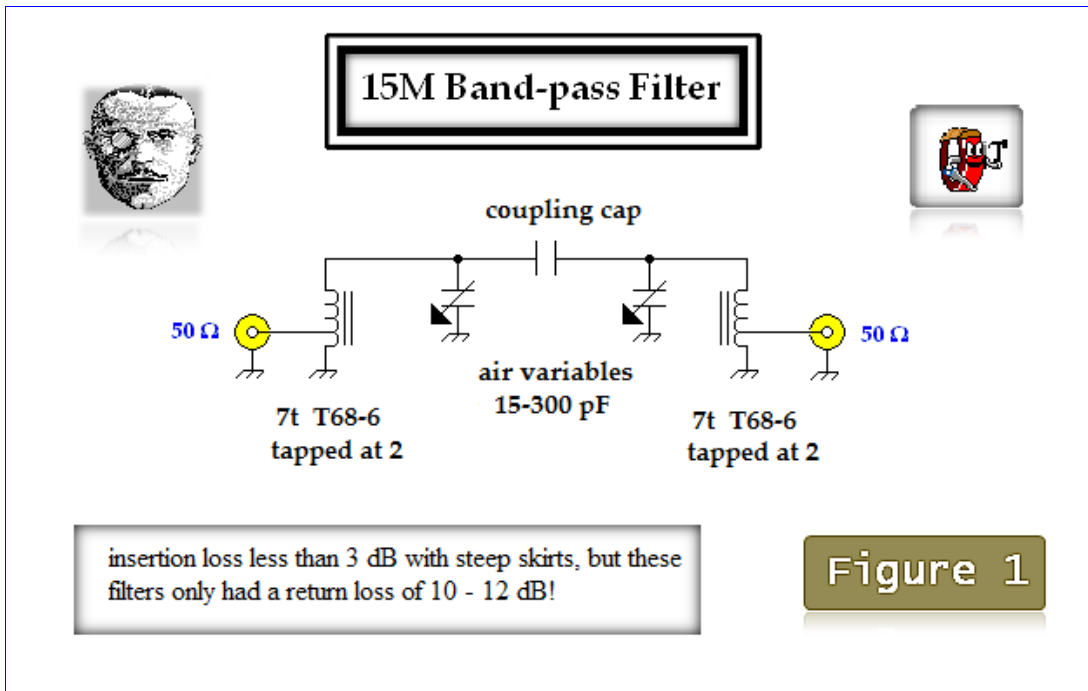 15M Band-pass Filter
coupling cap
50 Ω
50 Ω
air variables
15-300 pF
7t T68-6
tapped at 2
7t T68-6
tapped at 2
insertion loss less than 3 dB with steep skirts, but these
filters only had a return loss of 10 - 12 dB!
Figure 1